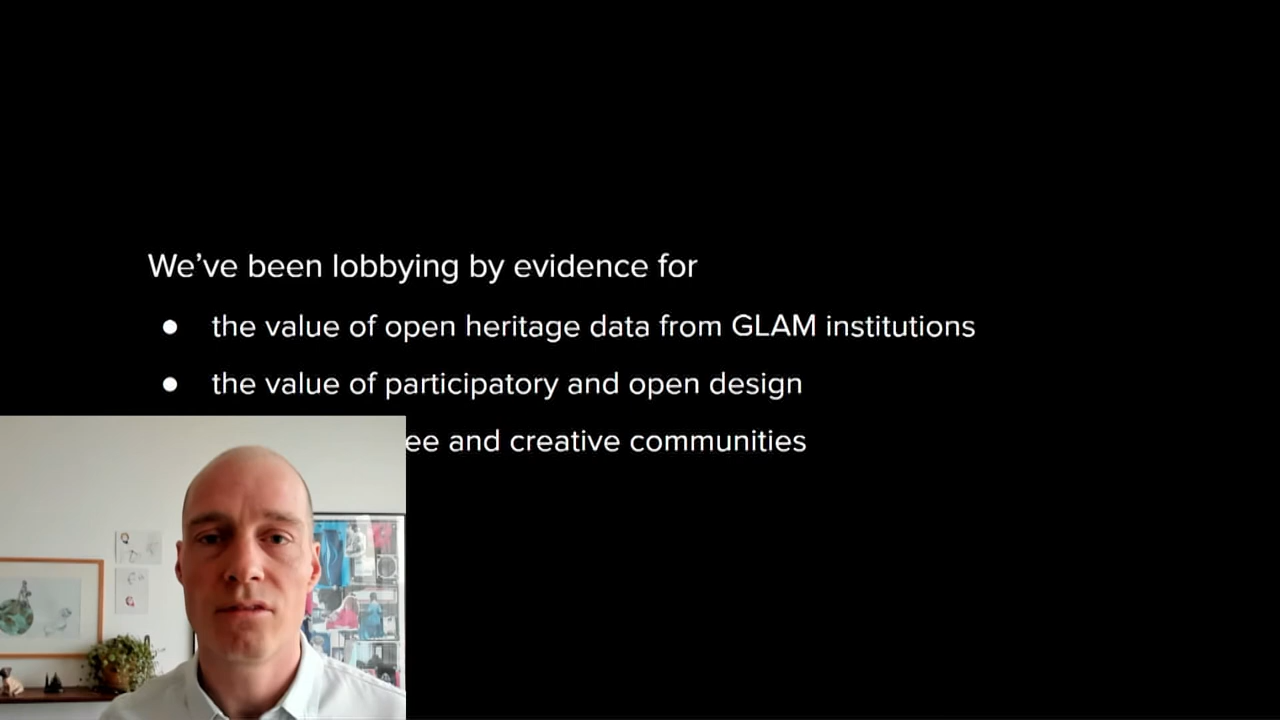 We’ve been lobbying by evidence for
● the value of open heritage data from GLAM institutions
● the value of participatory and open design
and creative communities